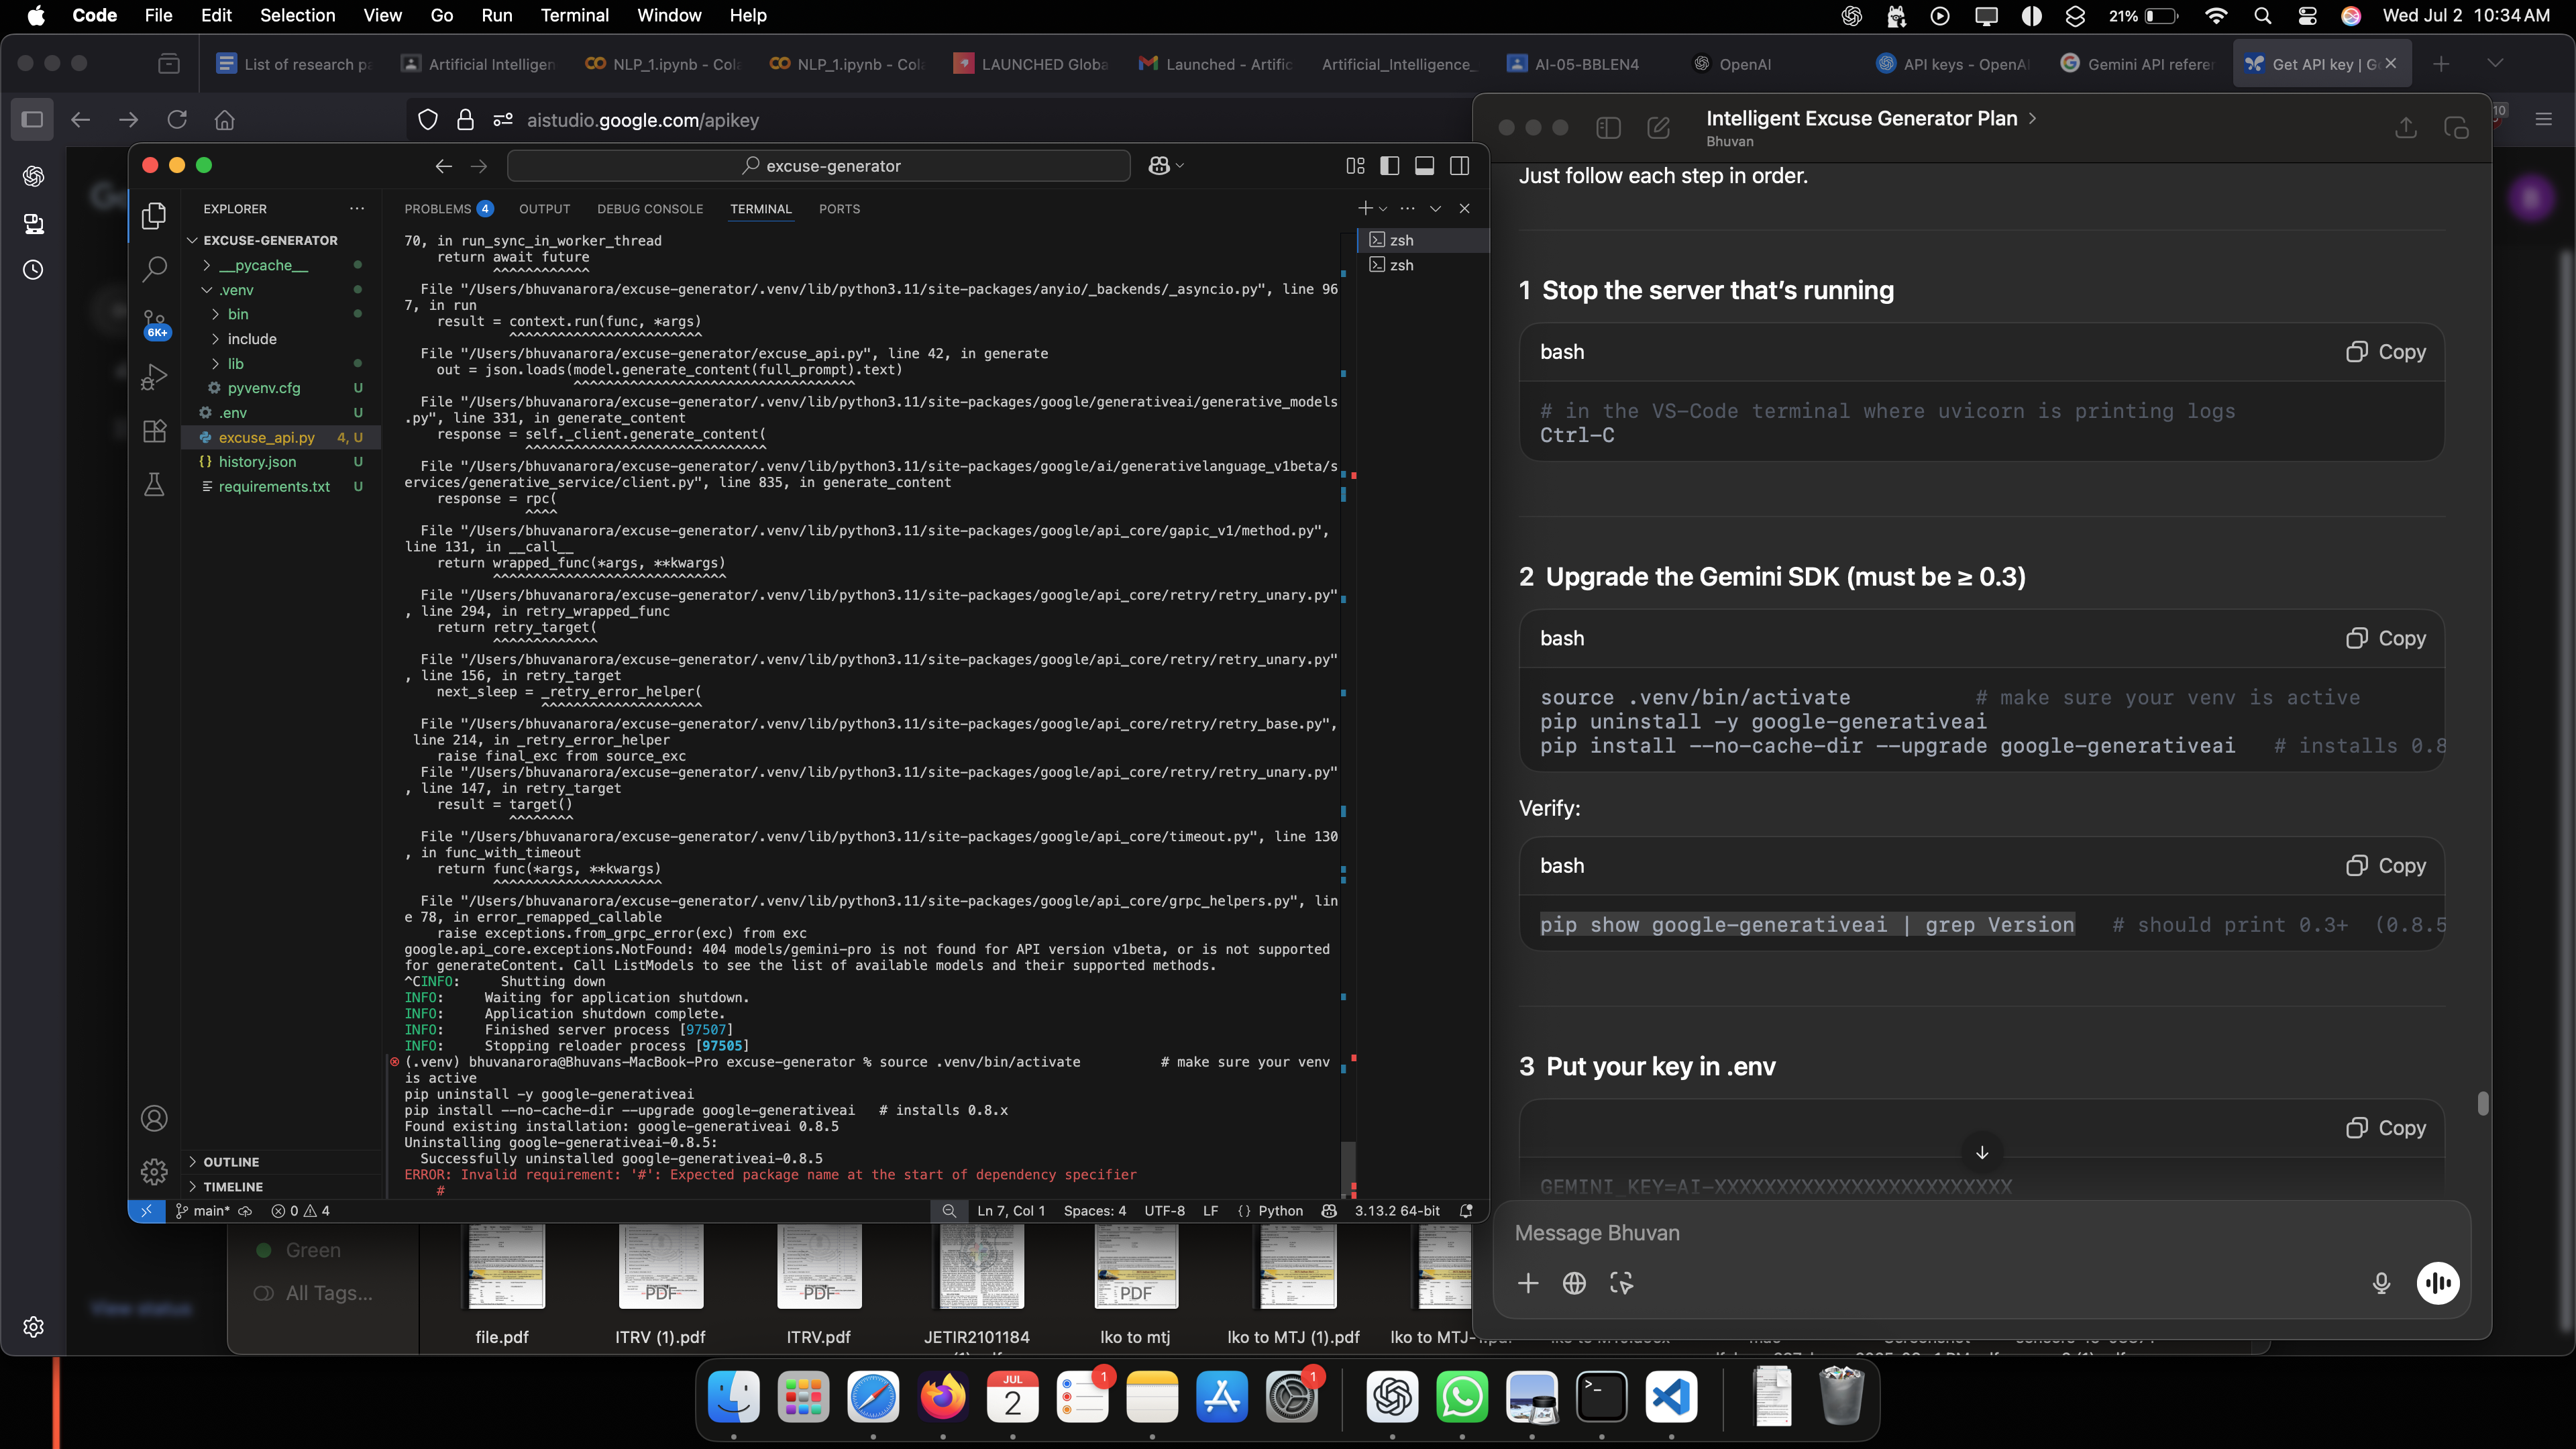 Code File Edit Selection View Go Run Terminal Window Help
21% Wed Jul 2 10:34 AM
List of research pa
Artificial Intelligen
NLP_1.ipynb - Cola
NLP_1.ipynb - Col
LAUNCHED Globa
Launched - Artific
Artificial_Intelligence_
AI-05-BBLEN4
OpenAI
API keys - OpenAI
Gemini API referen
Get API key | G
aistudio.google.com/apikey
10
excuse-generator
EXPLORER
EXCUSE-GENERATOR
__pycache__
.venv
bin
include
lib
pyvenv.cfg U
.env U
excuse_api.py 4, U
history.json U
requirements.txt U
6K+
OUTLINE
TIMELINE
PROBLEMS 4 OUTPUT DEBUG CONSOLE TERMINAL PORTS
zsh
zsh
70, in run_sync_in_worker_thread
return await future
^^^^^^^^^^^^
File "/Users/bhuvanarora/excuse-generator/.venv/lib/python3.11/site-packages/anyio/_backends/_asyncio.py", line 96
7, in run
result = context.run(func, *args)
^^^^^^^^^^^^^^^^^^^^^^^^
File "/Users/bhuvanarora/excuse-generator/excuse_api.py", line 42, in generate
out = json.loads(model.generate_content(full_prompt).text)
^^^^^^^^^^^^^^^^^^^^^^^^^^^^^^^^^^^
File "/Users/bhuvanarora/excuse-generator/.venv/lib/python3.11/site-packages/google/generativeai/generative_models
.py", line 331, in generate_content
response = self._client.generate_content(
^^^^^^^^^^^^^^^^^^^^^^^^^^^^^^
File "/Users/bhuvanarora/excuse-generator/.venv/lib/python3.11/site-packages/google/ai/generativelanguage_v1beta/s
ervices/generative_service/client.py", line 835, in generate_content
response = rpc(
^^^^
File "/Users/bhuvanarora/excuse-generator/.venv/lib/python3.11/site-packages/google/api_core/gapic_v1/method.py",
line 131, in __call__
return wrapped_func(*args, **kwargs)
^^^^^^^^^^^^^^^^^^^^^^^^^^^^^
File "/Users/bhuvanarora/excuse-generator/.venv/lib/python3.11/site-packages/google/api_core/retry/retry_unary.py"
, line 294, in retry_wrapped_func
return retry_target(
^^^^^^^^^^^^^
File "/Users/bhuvanarora/excuse-generator/.venv/lib/python3.11/site-packages/google/api_core/retry/retry_unary.py"
, line 156, in retry_target
next_sleep = _retry_error_helper(
^^^^^^^^^^^^^^^^^^^^
File "/Users/bhuvanarora/excuse-generator/.venv/lib/python3.11/site-packages/google/api_core/retry/retry_base.py",
line 214, in _retry_error_helper
raise final_exc from source_exc
File "/Users/bhuvanarora/excuse-generator/.venv/lib/python3.11/site-packages/google/api_core/retry/retry_unary.py"
, line 147, in retry_target
result = target()
^^^^^^^^
File "/Users/bhuvanarora/excuse-generator/.venv/lib/python3.11/site-packages/google/api_core/timeout.py", line 130
, in func_with_timeout
return func(*args, **kwargs)
^^^^^^^^^^^^^^^^^^^^^
File "/Users/bhuvanarora/excuse-generator/.venv/lib/python3.11/site-packages/google/api_core/grpc_helpers.py", lin
e 78, in error_remapped_callable
raise exceptions.from_grpc_error(exc) from exc
google.api_core.exceptions.NotFound: 404 models/gemini-pro is not found for API version v1beta, or is not supported
for generateContent. Call ListModels to see the list of available models and their supported methods.
^CINFO: Shutting down
INFO: Waiting for application shutdown.
INFO: Application shutdown complete.
INFO: Finished server process [97507]
INFO: Stopping reloader process [97505]
(.venv) bhuvanarora@Bhuvans-MacBook-Pro excuse-generator % source .venv/bin/activate # make sure your venv
is active
pip uninstall -y google-generativeai
pip install --no-cache-dir --upgrade google-generativeai # installs 0.8.x
Found existing installation: google-generativeai 0.8.5
Uninstalling google-generativeai-0.8.5:
Successfully uninstalled google-generativeai-0.8.5
ERROR: Invalid requirement: '#': Expected package name at the start of dependency specifier
#
main* 0 4 Ln 7, Col 1 Spaces: 4 UTF-8 LF {} Python 3.13.2 64-bit
Intelligent Excuse Generator Plan >
Bhuvan
Just follow each step in order.
1 Stop the server that's running
bash Copy
# in the VS-Code terminal where uvicorn is printing logs
Ctrl-C
2 Upgrade the Gemini SDK (must be ≥ 0.3)
bash Copy
source .venv/bin/activate # make sure your venv is active
pip uninstall -y google-generativeai
pip install --no-cache-dir --upgrade google-generativeai # installs 0.8
Verify:
bash Copy
pip show google-generativeai | grep Version # should print 0.3+ (0.8.5
3 Put your key in .env
Copy
GEMINI_KEY=AI-XXXXXXXXXXXXXXXXXXXXXXXX
Message Bhuvan
View status
Green
All Tags...
PDF
PDF
PDF
file.pdf
ITRV (1).pdf
ITRV.pdf
JETIR2101184
lko to mtj
lko to MTJ (1).pdf
JUL
2
1
1